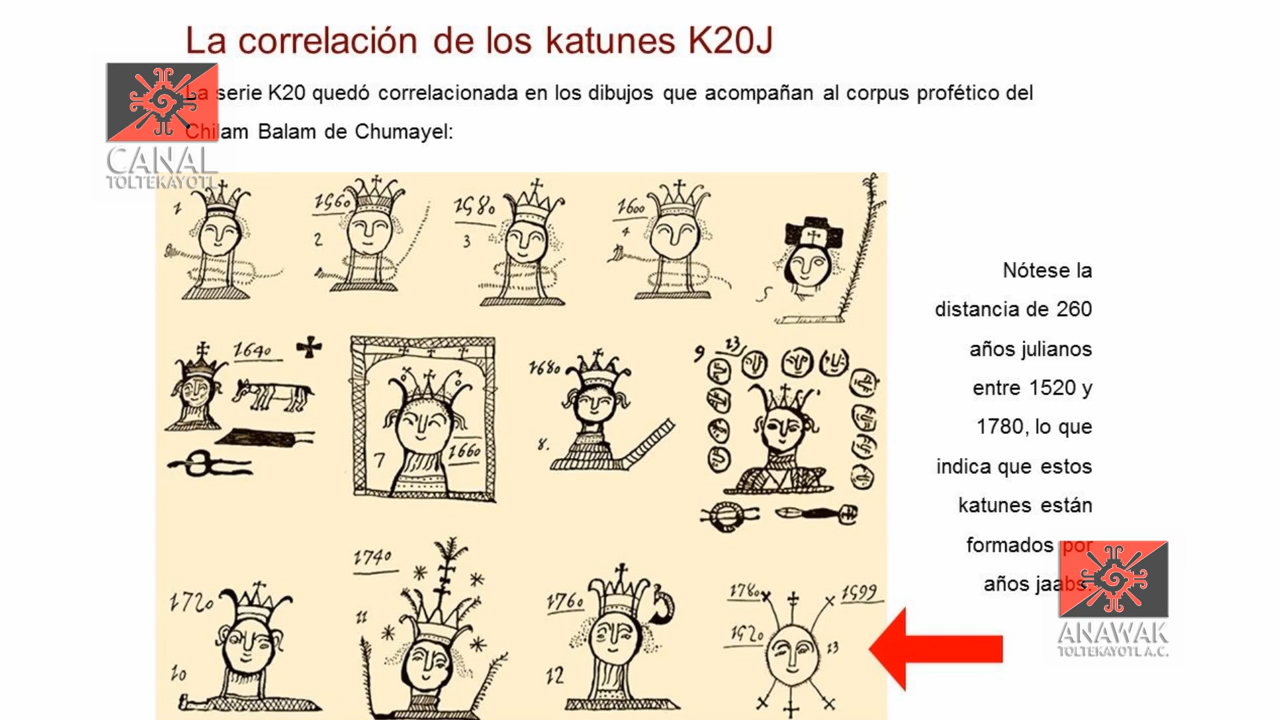 La correlación de los katunes K20J
La serie K20 quedó correlacionada en los dibujos que acompañan al corpus profético del
Chilam Balam de Chumayel:
CANAL
TOLTEKAYOTL
1
1560
2
1580
3
1600
4
5
1640
7
1660
1680
8.
9
13
Nótese la
distancia de 260
años julianos
entre 1520 y
1780, lo que
indica que estos
katunes están
formados por
años jaabs.
1720
10
1740
11
1760
12
1780
1599
1520
13
ANAWAK
TOLTEKAYOTL A.C.